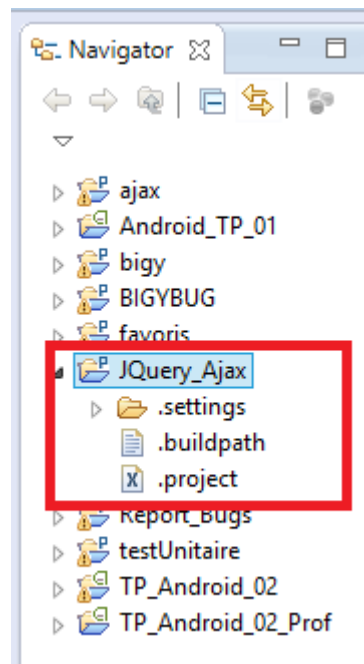 Navigator
ajax
Android_TP_01
bigy
BIGYBUG
favoris
JQuery_Ajax
.settings
.buildpath
.project
Report_Bugs
testUnitaire
TP_Android_02
TP_Android_02_Prof